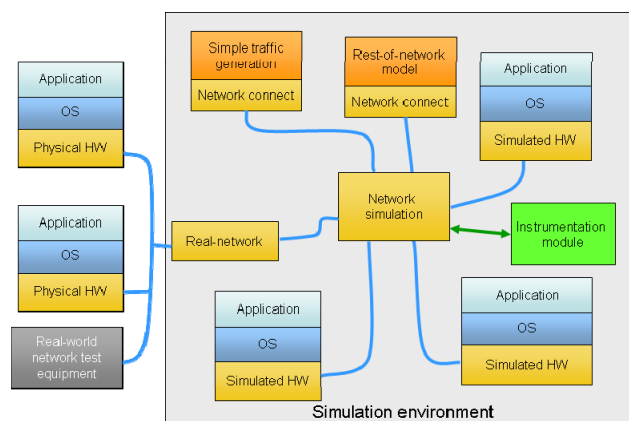 Simple traffic
generation
Network connect
Rest-of-network
model
Network connect
Application
OS
Simulated HW
Application
OS
Physical HW
Network
simulation
Application
OS
Physical HW
Real-network
Instrumentation
module
Real-world
network test
equipment
Application
OS
Simulated HW
Application
OS
Simulated HW
Simulation environment